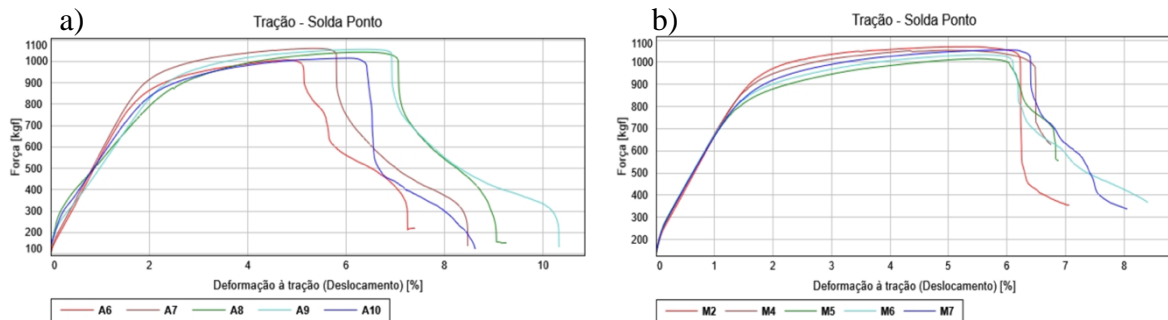 a)
Tração - Solda Ponto
Força [kgf]
1100
1000
900
800
700
600
500
400
300
200
100
0 2 4 6 8 10
Deformação à tração (Deslocamento) [%]
A6 A7 A8 A9 A10
b)
Tração - Solda Ponto
Força [kgf]
1100
1000
900
800
700
600
500
400
300
200
0 1 2 3 4 5 6 7 8
Deformação à tração (Deslocamento) [%]
M2 M4 M5 M6 M7